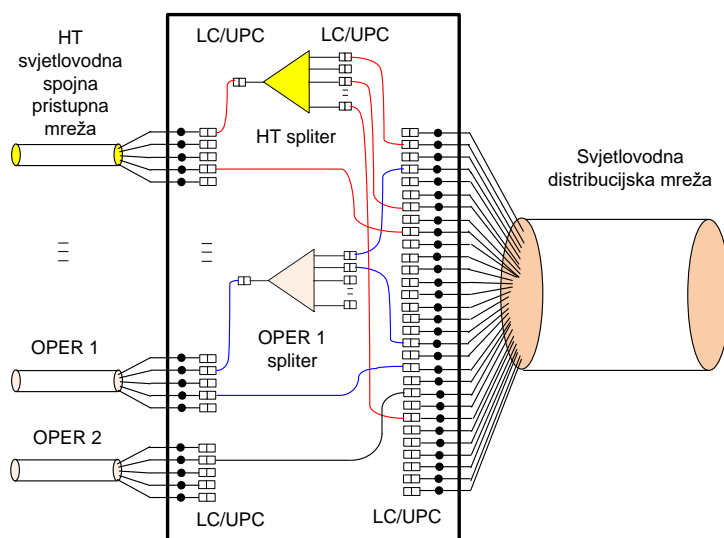 HT
svjetlovodna
spojna
pristupna
mreža
LC/UPC
LC/UPC
HT spliter
Svjetlovodna
distribucijska mreža
OPER 1
OPER 1
spliter
OPER 2
LC/UPC
LC/UPC